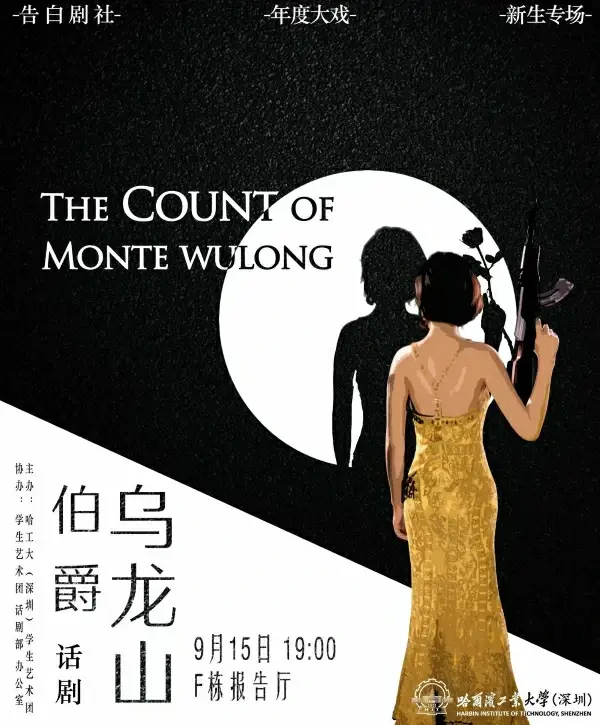 -告白剧社-
-年度大戏-
-新生专场-
THE COUNT OF
MONTE WULONG
乌龙山
伯爵
话剧
主办：哈工大（深圳）学生艺术团
协办：学生艺术团 话剧部 办公室
9月15日 19:00
F栋报告厅
哈爾濱工業大學(深圳)
HARBIN INSTITUTE OF TECHNOLOGY, SHENZHEN